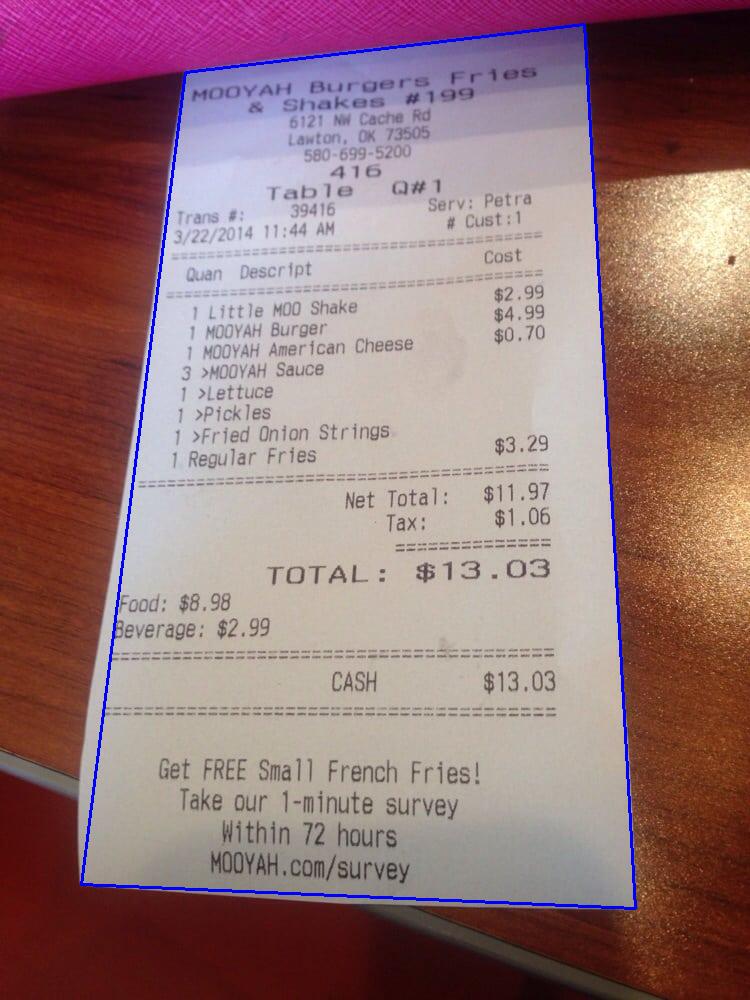 MOOYAH Burgers Fries
& Shakes #199
6121 NW Cache Rd
Lawton, OK 73505
580-699-5200
416
Table Q#1
Trans #: 39416 Serv: Petra
3/22/2014 11:44 AM # Cust:1
Quan Descript Cost
1 Little MOO Shake $2.99
1 MOOYAH Burger $4.99
1 MOOYAH American Cheese $0.70
3 >MOOYAH Sauce
1 >Lettuce
1 >Pickles
1 >Fried Onion Strings
1 Regular Fries $3.29
Net Total: $11.97
Tax: $1.06
TOTAL: $13.03
Food: $8.98
Beverage: $2.99
CASH $13.03
Get FREE Small French Fries!
Take our 1-minute survey
Within 72 hours
MOOYAH.com/survey